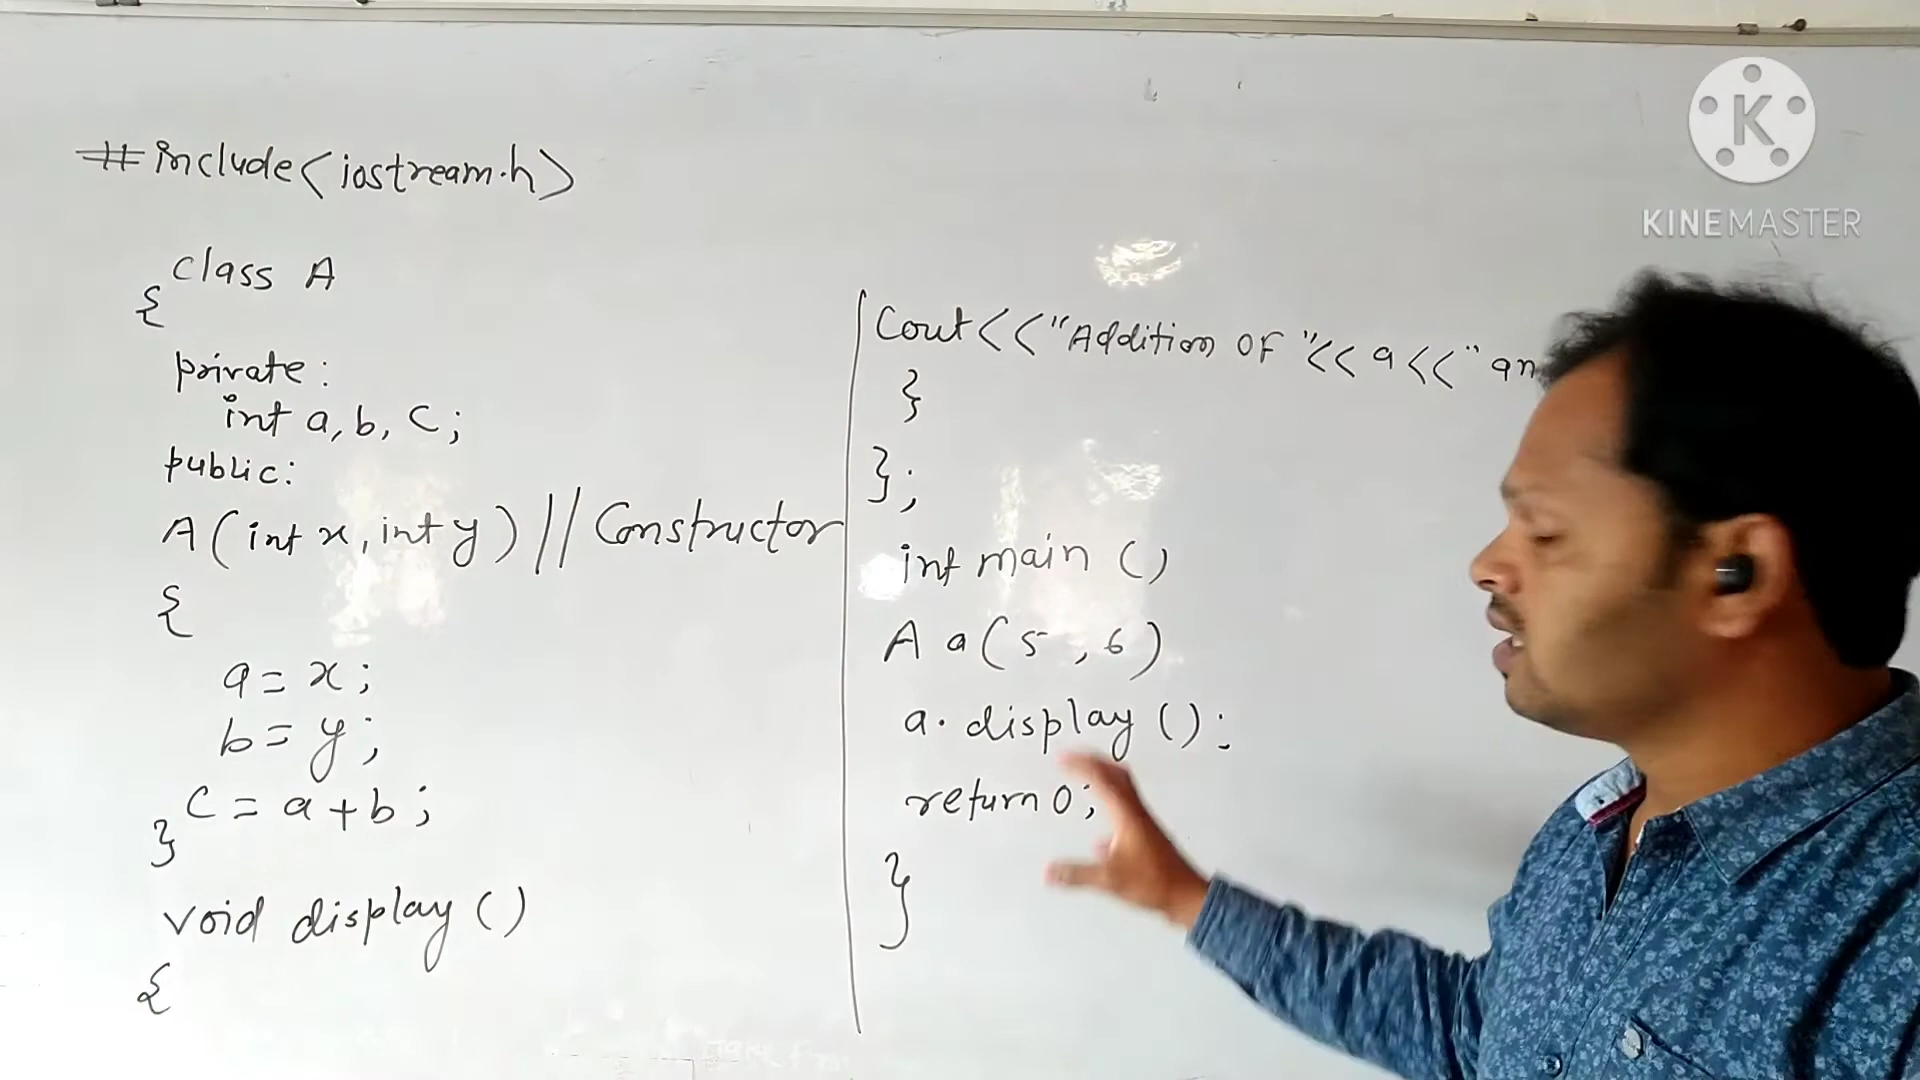 #include<iostream.h>
class A
{
private:
int a, b, c;
public:
A(int x, int y) // Constructor
{
a = x;
b = y;
c = a + b;
}
void display()
{
Cout<<"Addition OF "<<a<<" an
}
};
int main ()
A a(5, 6)
a. display ();
return 0;
}
K
KINEMASTER